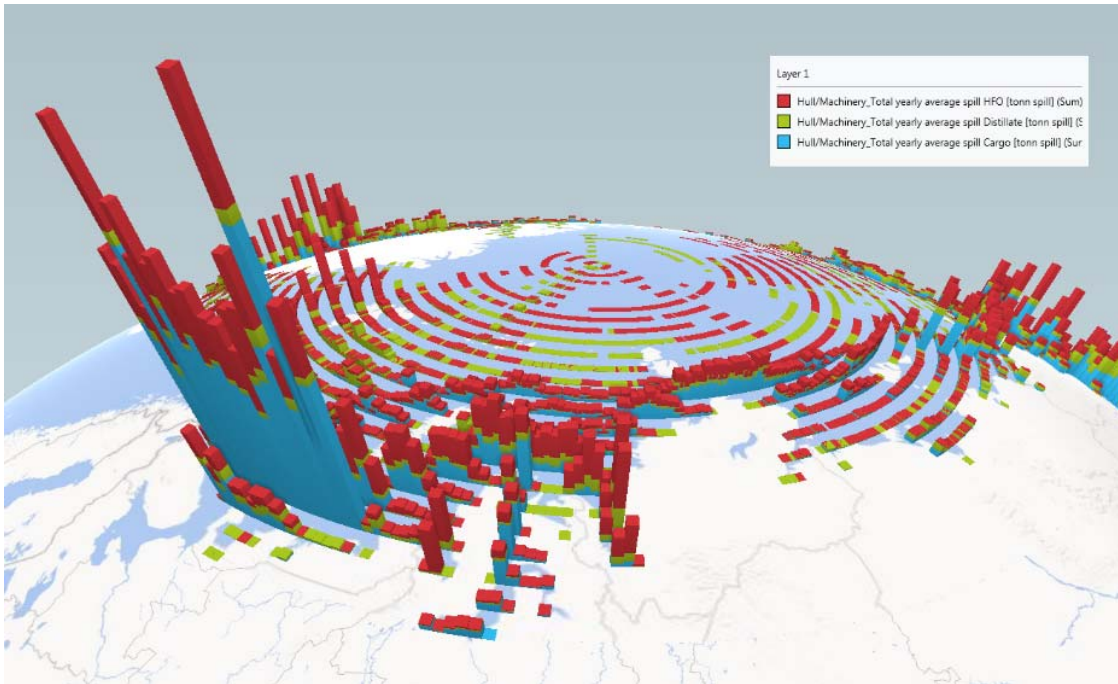 Layer 1
Hull/Machinery_Total yearly average spill HFO [tonn spill] (Sum)
Hull/Machinery_Total yearly average spill Distillate [tonn spill] (S
Hull/Machinery_Total yearly average spill Cargo [tonn spill] (Sur